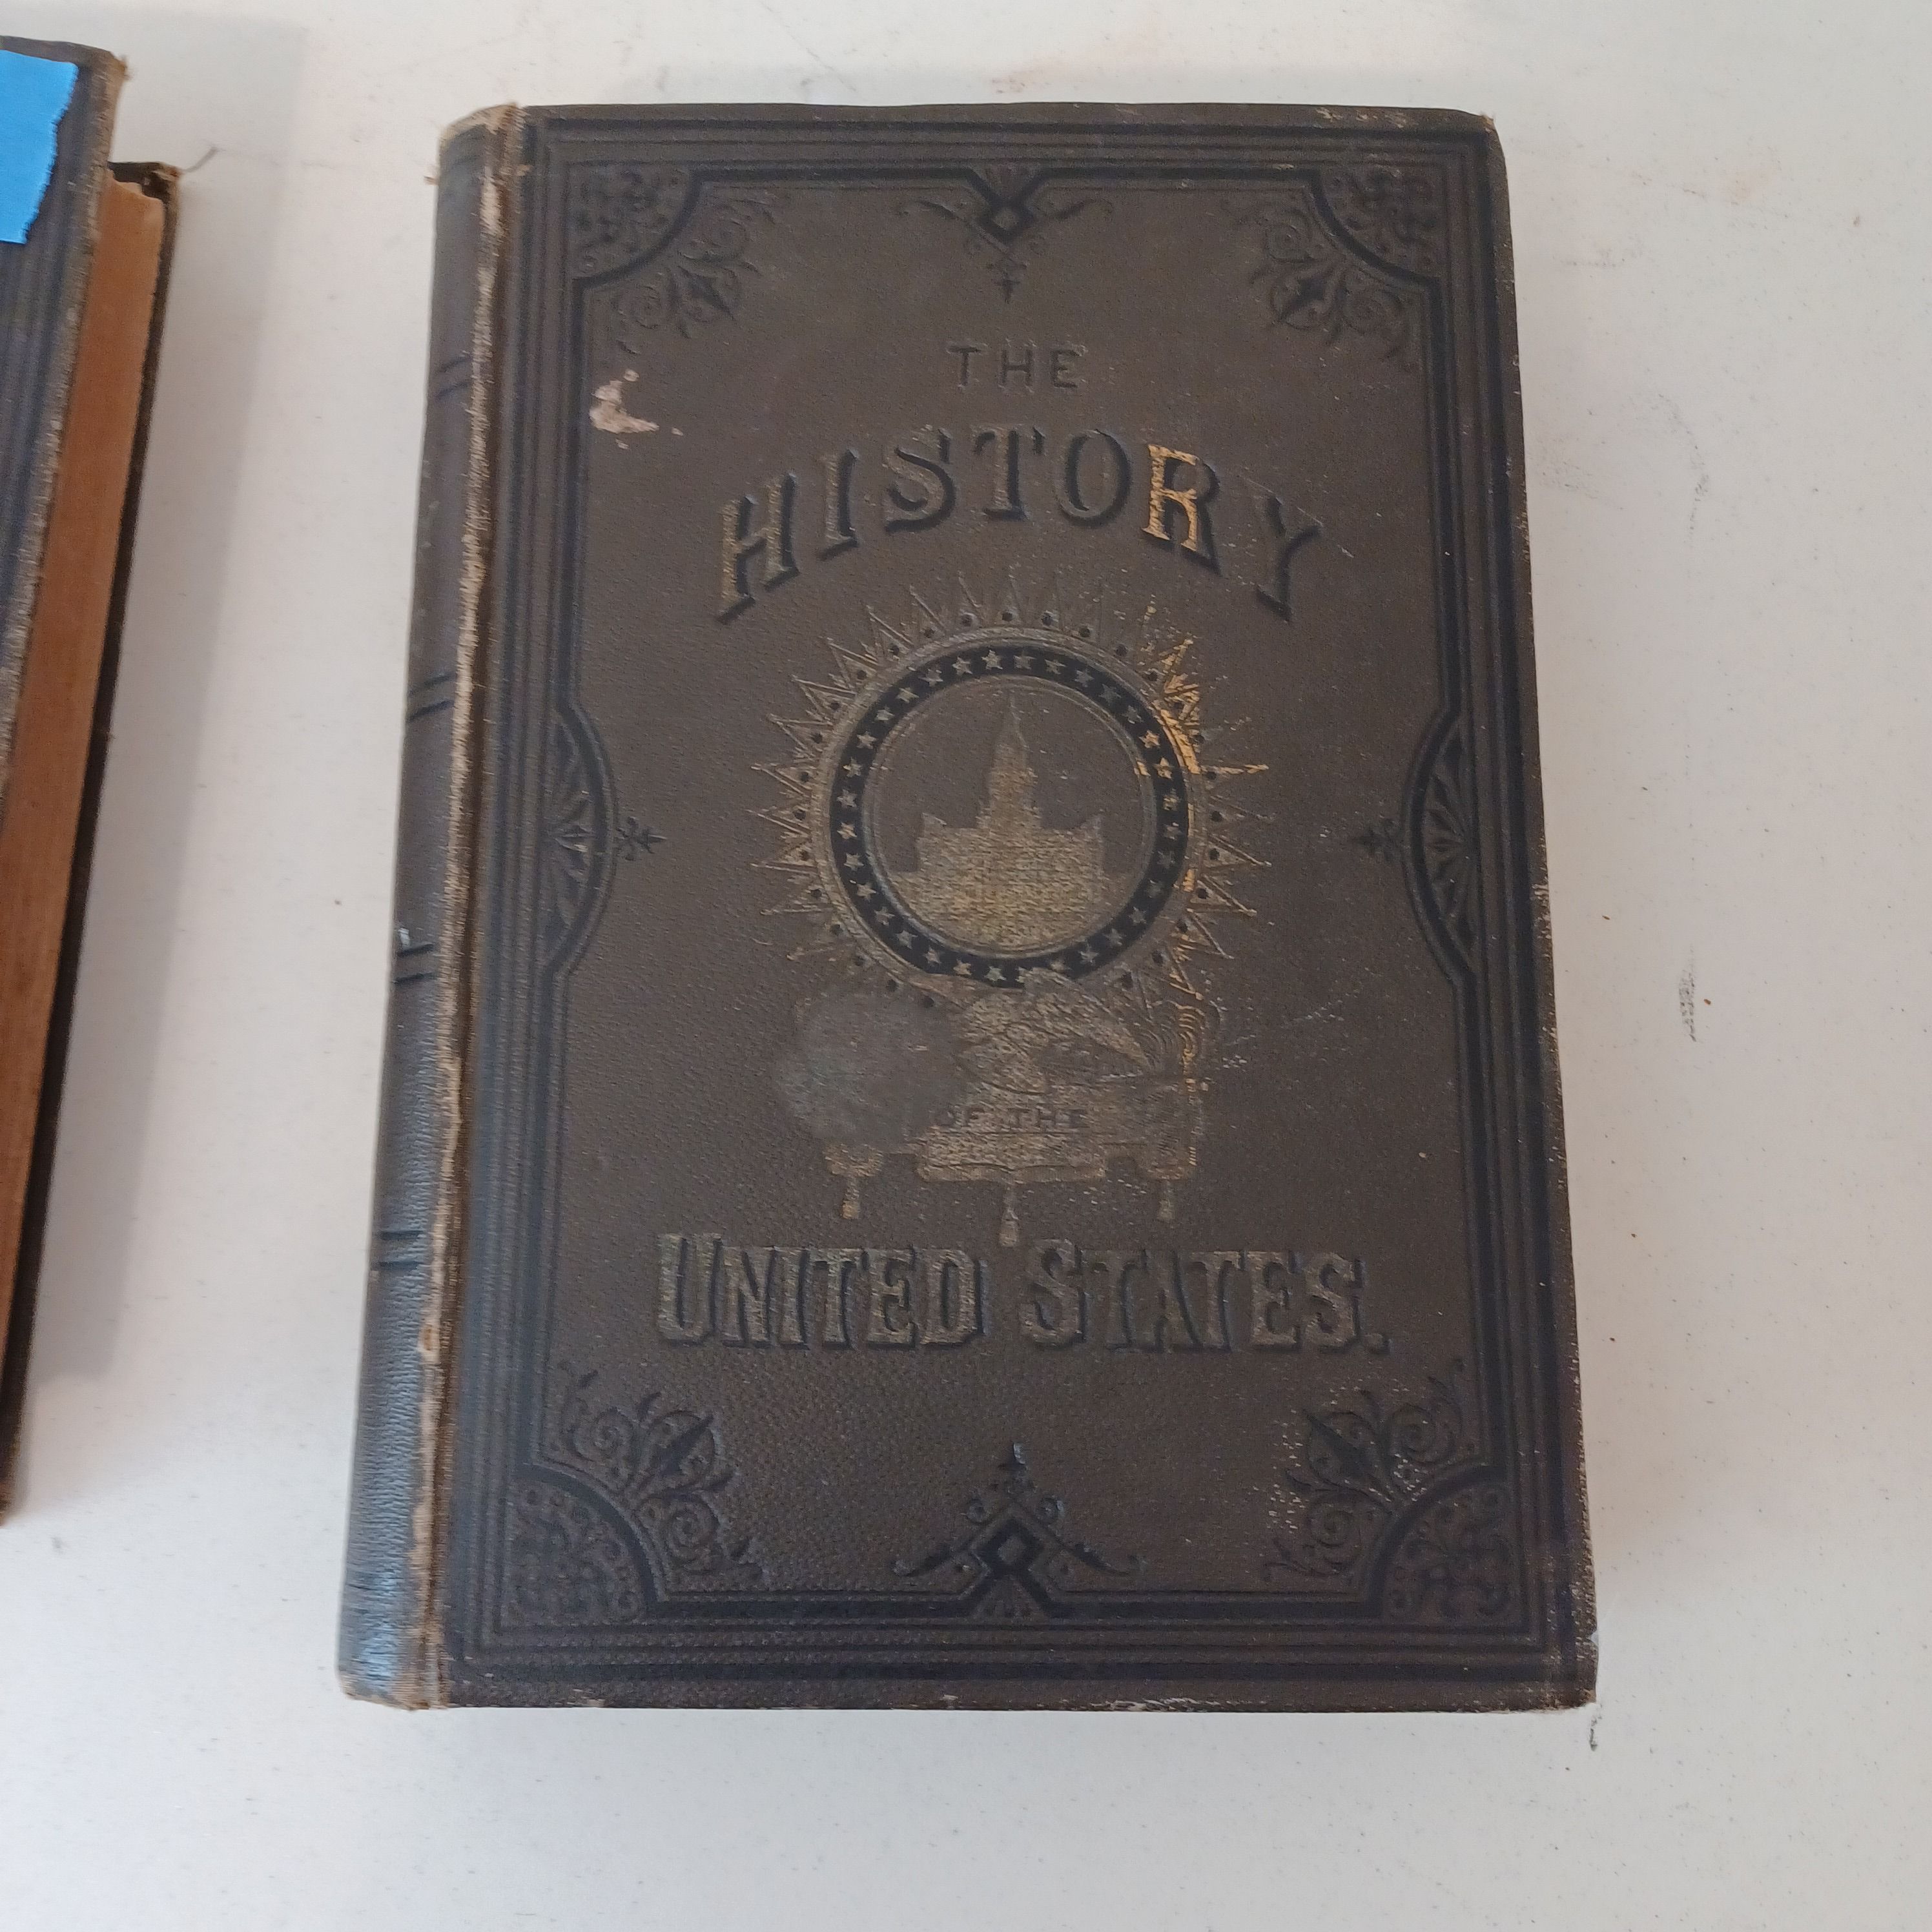 THE
HISTORY
OF THE
UNITED STATES.